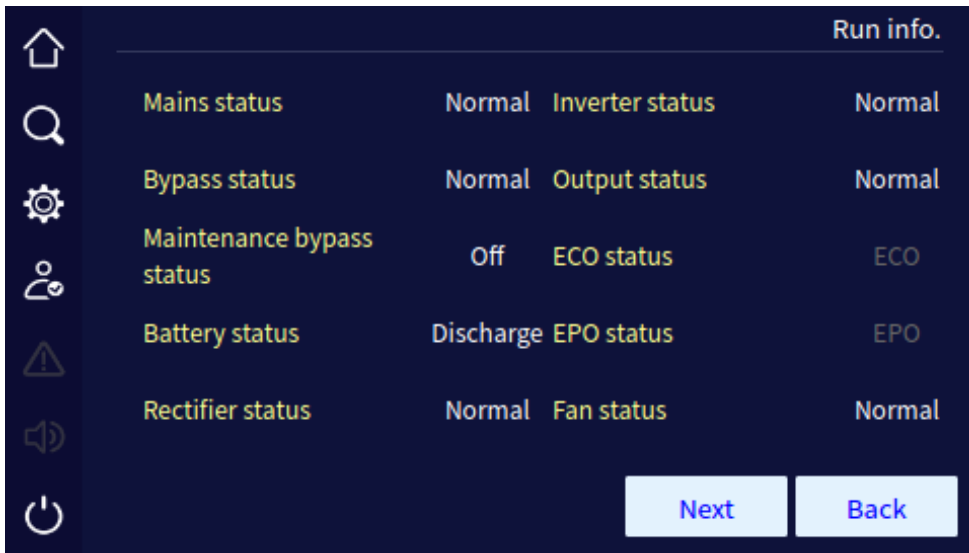 Run info.
Mains status Normal Inverter status Normal
Bypass status Normal Output status Normal
Maintenance bypass
status Off ECO status ECO
Battery status Discharge EPO status EPO
Rectifier status Normal Fan status Normal
Next Back